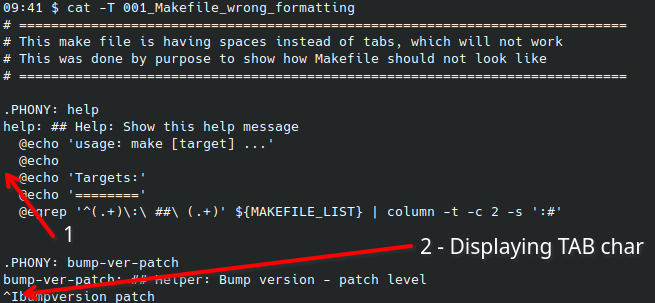 09:41 $ cat -T 001_Makefile_wrong_formatting
# =============================================================================
# This make file is having spaces instead of tabs, which will not work
# This was done by purpose to show how Makefile should not look like
# =============================================================================
.PHONY: help
help: ## Help: Show this help message
  @echo 'usage: make [target] ...'
  @echo
  @echo 'Targets:'
  @echo '========'
  @egrep '^(.+)\:\ ##\ (.+)' ${MAKEFILE_LIST} | column -t -c 2 -s ':#'
1
.PHONY: bump-ver-patch
2 - Displaying TAB char
bump-ver-patch: ## Helper: Bump version - patch level
^Ibumpversion patch